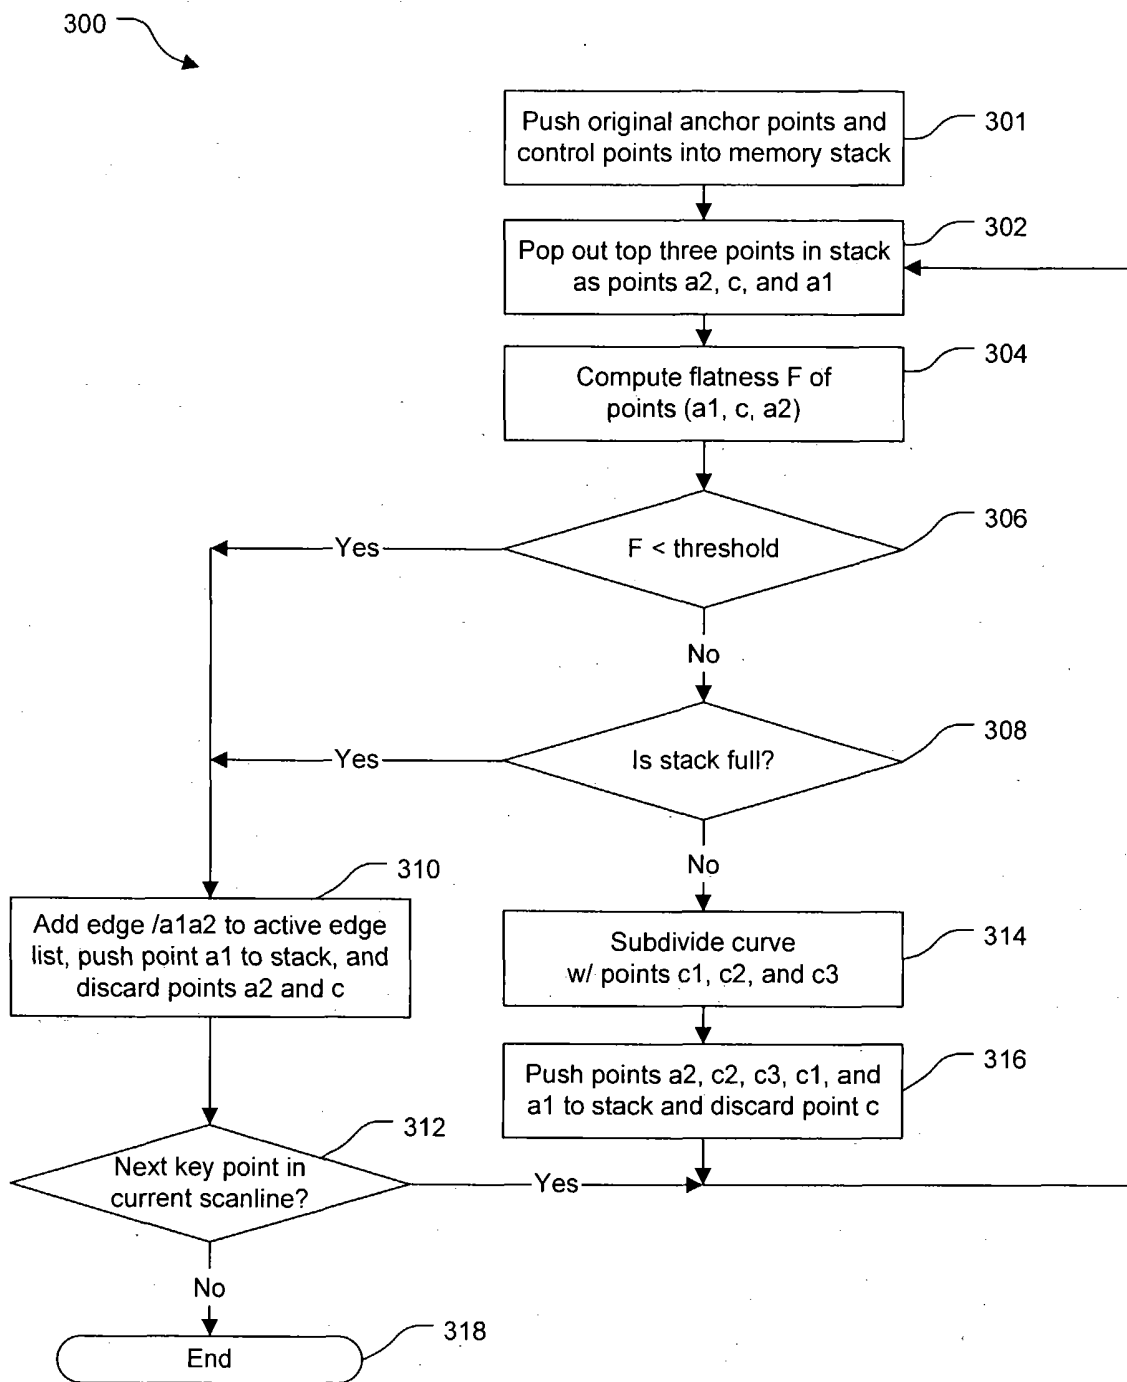 300
Push original anchor points and
control points into memory stack
301
Pop out top three points in stack
as points a2, c, and a1
302
Compute flatness F of
points (a1, c, a2)
304
F < threshold
306
Yes
No
Is stack full?
308
Yes
No
Add edge /a1a2 to active edge
list, push point a1 to stack, and
discard points a2 and c
310
Subdivide curve
w/ points c1, c2, and c3
314
Push points a2, c2, c3, c1, and
a1 to stack and discard point c
316
Next key point in
current scanline?
312
Yes
No
End
318